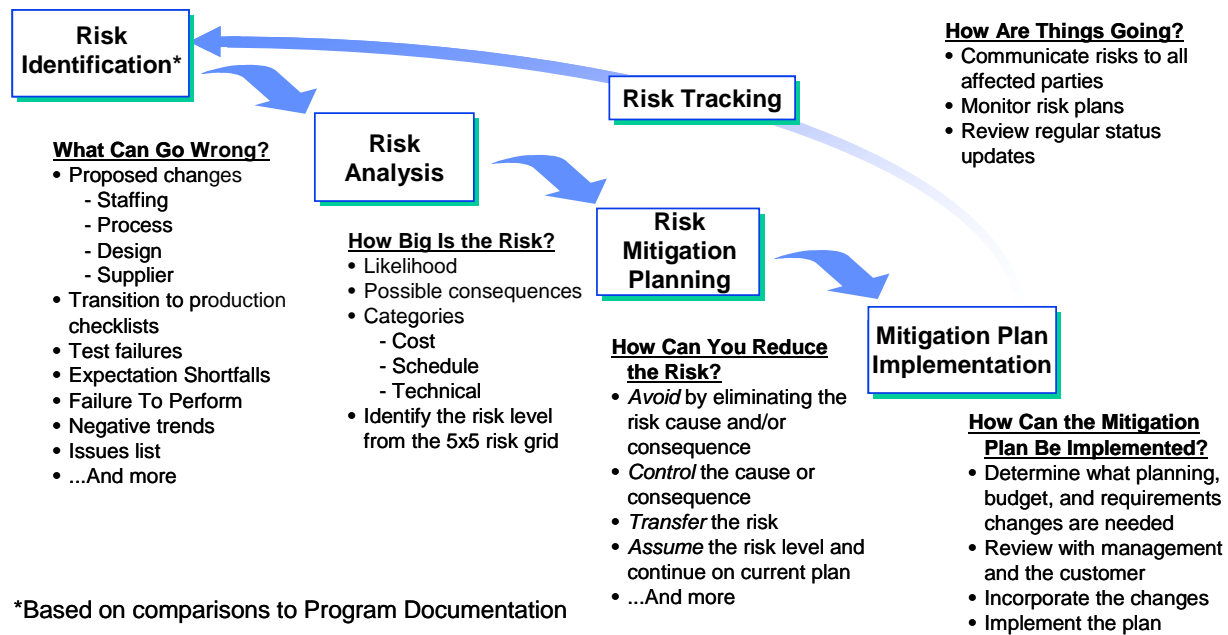 Risk
Identification*
What Can Go Wrong?
• Proposed changes
- Staffing
- Process
- Design
- Supplier
• Transition to production
checklists
• Test failures
• Expectation Shortfalls
• Failure To Perform
• Negative trends
• Issues list
• ...And more
Risk
Analysis
How Big Is the Risk?
• Likelihood
• Possible consequences
• Categories
- Cost
- Schedule
- Technical
• Identify the risk level
from the 5x5 risk grid
Risk
Mitigation
Planning
How Can You Reduce
the Risk?
• Avoid by eliminating the
risk cause and/or
consequence
• Control the cause or
consequence
• Transfer the risk
• Assume the risk level and
continue on current plan
• ...And more
Mitigation Plan
Implementation
How Can the Mitigation
Plan Be Implemented?
• Determine what planning,
budget, and requirements
changes are needed
• Review with management
and the customer
• Incorporate the changes
• Implement the plan
Risk Tracking
How Are Things Going?
• Communicate risks to all
affected parties
• Monitor risk plans
• Review regular status
updates
*Based on comparisons to Program Documentation